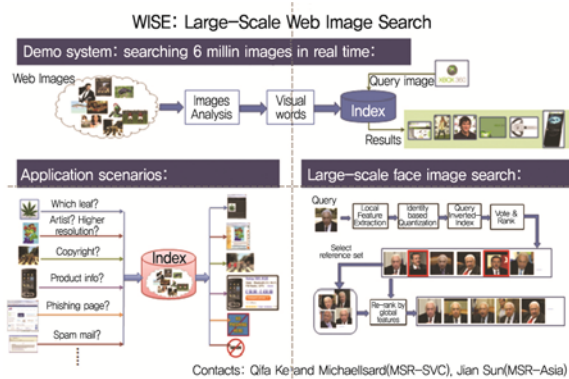 WISE: Large-Scale Web Image Search
Demo system: searching 6 millin images in real time:
Web Images
Images Analysis
Visual words
Index
Query image
XBOX 360
Results
Application scenarios:
Which leaf?
Artist? Higher resolution?
Copyright?
Product info?
Phishing page?
Spam mail?
Index
Large-scale face image search:
Query
Local Feature Extraction
Identity based Quantization
Query Inverted-Index
Vote & Rank
Select reference set
Re-rank by global features
Contacts: Qifa Ke and Michaellsard(MSR-SVC), Jian Sun(MSR-Asia)